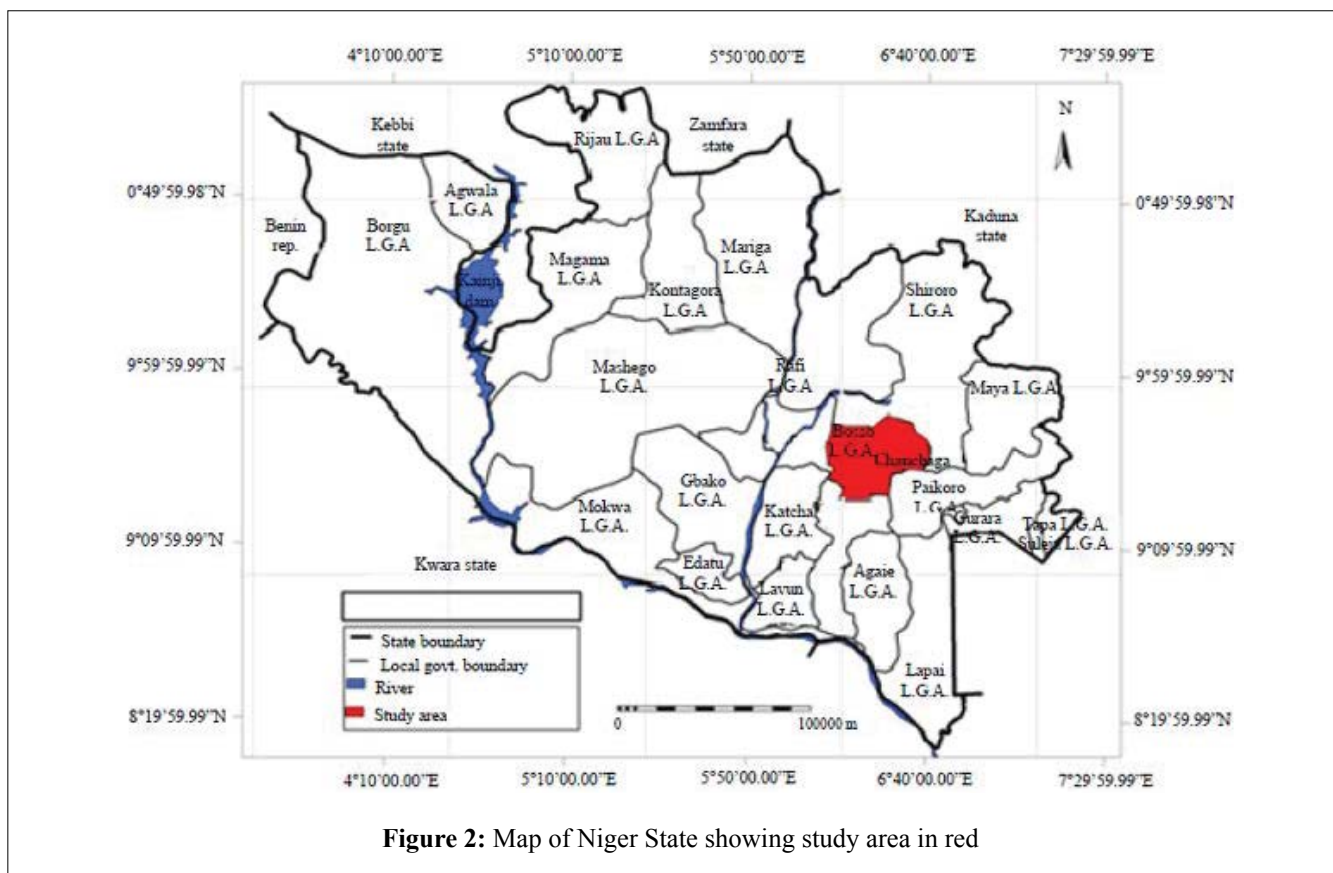 4°10'00.00"E 5°10'00.00"E 5°50'00.00"E 6°40'00.00"E 7°29'59.99"E
N
Kebbi
state
Rijau L.G.A
Zamfara
state
0°49'59.98"N
Agwala
L.G.A
0°49'59.98"N
Benin
rep.
Borgu
L.G.A
Kaduna
state
Magama
L.G.A
Mariga
L.G.A
Kainji
dam
Kontagora
L.G.A
Shiroro
L.G.A
9°59'59.99"N
Mashego
L.G.A.
Rafi
L.G.A
9°59'59.99"N
Maya L.G.A
Bosso
L.G.A.
Chanchaga
Gbako
L.G.A.
Paikoro
L.G.A.
Mokwa
L.G.A.
Katcha
L.G.A.
Gurara
L.G.A.
Tapa L.G.A.
Suleja L.G.A.
9°09'59.99"N
9°09'59.99"N
Kwara state
Edatu
L.G.A.
Lavun
L.G.A.
Agaie
L.G.A.
State boundary
Local govt. boundary
River
Study area
Lapai
L.G.A.
0 100000 m
8°19'59.99"N
8°19'59.99"N
4°10'00.00"E 5°10'00.00"E 5°50'00.00"E 6°40'00.00"E 7°29'59.99"E
Figure 2: Map of Niger State showing study area in red